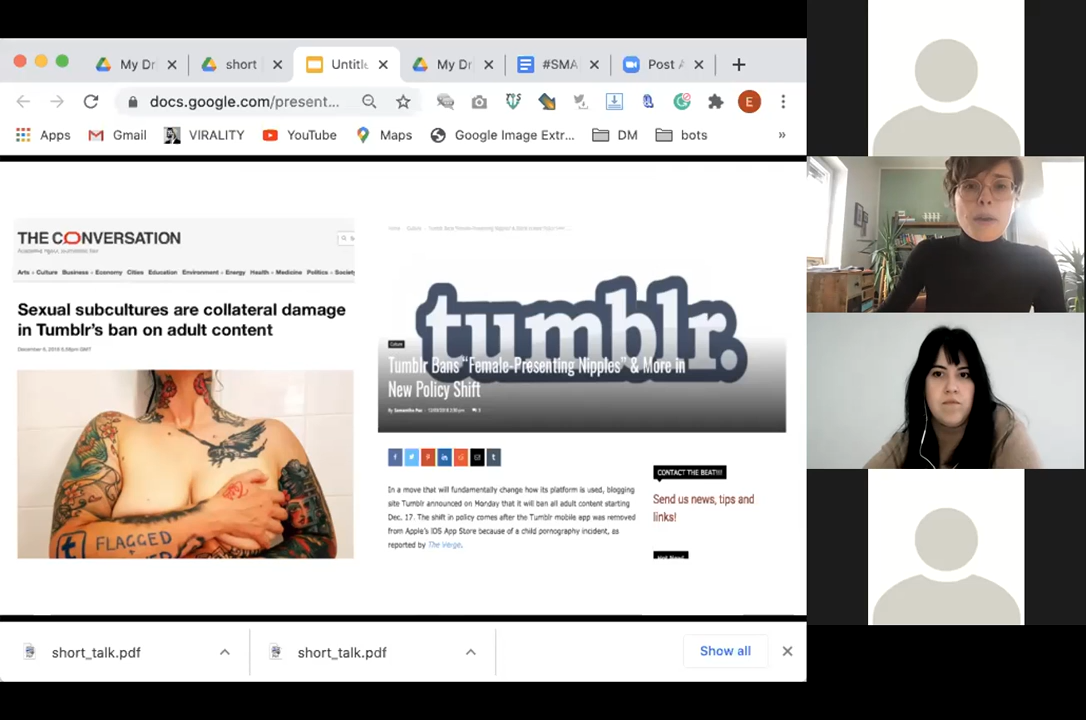 My Dr
short
Untitle
My Dr
#SMA
Post A
docs.google.com/present...
E
Apps
Gmail
VIRALITY
YouTube
Maps
Google Image Extr...
DM
bots
»
THE CONVERSATION
Arts + Culture Business + Economy Cities Education Environment + Energy Health + Medicine Politics + Society
Sexual subcultures are collateral damage
in Tumblr's ban on adult content
FLAGGED
tumblr.
Culture
Tumblr Bans "Female-Presenting Nipples" & More in
New Policy Shift
In a move that will fundamentally change how its platform is used, blogging
site Tumblr announced on Monday that it will ban all adult content starting
Dec. 17. The shift in policy comes after the Tumblr mobile app was removed
from Apple's iOS App Store because of a child pornography incident, as
reported by The Verge.
CONTACT THE BEAT!!!
Send us news, tips and
links!
short_talk.pdf
short_talk.pdf
Show all